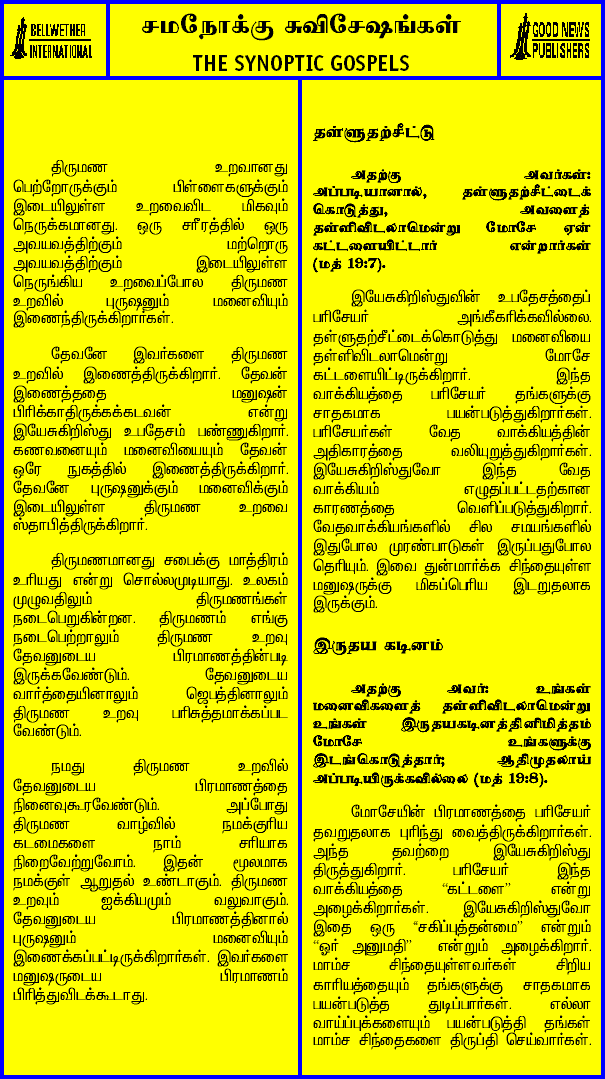 BELLWETHER
INTERNATIONAL
சமநோக்கு சுவிசேஷங்கள்
THE SYNOPTIC GOSPELS
GOOD NEWS
PUBLISHERS
திருமண உறவானது
பெற்றோருக்கும் பிள்ளைகளுக்கும்
இடையிலுள்ள உறவைவிட மிகவும்
நெருக்கமானது. ஒரு சரீரத்தில் ஒரு
அவயவத்திற்கும் மற்றொரு
அவயவத்திற்கும் இடையிலுள்ள
நெருங்கிய உறவைப்போல திருமண
உறவில் புருஷனும் மனைவியும்
இணைந்திருக்கிறார்கள்.
தேவனே இவர்களை திருமண
உறவில் இணைத்திருக்கிறார். தேவன்
இணைத்ததை மனுஷன்
பிரிக்காதிருக்கக்கடவன் என்று
இயேசுகிறிஸ்து உபதேசம் பண்ணுகிறார்.
கணவனையும் மனைவியையும் தேவன்
ஒரே நுகத்தில் இணைத்திருக்கிறார்.
தேவனே புருஷனுக்கும் மனைவிக்கும்
இடையிலுள்ள திருமண உறவை
ஸ்தாபித்திருக்கிறார்.
திருமணமானது சபைக்கு மாத்திரம்
உரியது என்று சொல்லமுடியாது. உலகம்
முழுவதிலும் திருமணங்கள்
நடைபெறுகின்றன. திருமணம் எங்கு
நடைபெற்றாலும் திருமண உறவு
தேவனுடைய பிரமாணத்தின்படி
இருக்கவேண்டும். தேவனுடைய
வார்த்தையினாலும் ஜெபத்தினாலும்
திருமண உறவு பரிசுத்தமாக்கப்பட
வேண்டும்.
நமது திருமண உறவில்
தேவனுடைய பிரமாணத்தை
நினைவுகூரவேண்டும். அப்போது
திருமண வாழ்வில் நமக்குரிய
கடமைகளை நாம் சரியாக
நிறைவேற்றுவோம். இதன் மூலமாக
நமக்குள் ஆறுதல் உண்டாகும். திருமண
உறவும் ஐக்கியமும் வலுவாகும்.
தேவனுடைய பிரமாணத்தினால்
புருஷனும் மனைவியும்
இணைக்கப்பட்டிருக்கிறார்கள். இவர்களை
மனுஷருடைய பிரமாணம்
பிரித்துவிடக்கூடாது.
தள்ளுதற்சீட்டு
அதற்கு அவர்கள்:
அப்படியானால், தள்ளுதற்சீட்டைக்
கொடுத்து, அவளைத்
தள்ளிவிடலாமென்று மோசே ஏன்
கட்டளையிட்டார் என்றார்கள்
(மத் 19:7).
இயேசுகிறிஸ்துவின் உபதேசத்தைப்
பரிசேயர் அங்கீகரிக்கவில்லை.
தள்ளுதற்சீட்டைக்கொடுத்து மனைவியை
தள்ளிவிடலாமென்று மோசே
கட்டளையிட்டிருக்கிறார். இந்த
வாக்கியத்தை பரிசேயர் தங்களுக்கு
சாதகமாக பயன்படுத்துகிறார்கள்.
பரிசேயர்கள் வேத வாக்கியத்தின்
அதிகாரத்தை வலியுறுத்துகிறார்கள்.
இயேசுகிறிஸ்துவோ இந்த வேத
வாக்கியம் எழுதப்பட்டதற்கான
காரணத்தை வெளிப்படுத்துகிறார்.
வேதவாக்கியங்களில் சில சமயங்களில்
இதுபோல முரண்பாடுகள் இருப்பதுபோல
தெரியும். இவை துன்மார்க்க சிந்தையுள்ள
மனுஷருக்கு மிகப்பெரிய இடறுதலாக
இருக்கும்.
இருதய கடினம்
அதற்கு அவர்: உங்கள்
மனைவிகளைத் தள்ளிவிடலாமென்று
உங்கள் இருதயகடினத்தினிமித்தம்
மோசே உங்களுக்கு
இடங்கொடுத்தார்; ஆதிமுதலாய்
அப்படியிருக்கவில்லை (மத் 19:8).
மோசேயின் பிரமாணத்தை பரிசேயர்
தவறுதலாக புரிந்து வைத்திருக்கிறார்கள்.
அந்த தவற்றை இயேசுகிறிஸ்து
திருத்துகிறார். பரிசேயர் இந்த
வாக்கியத்தை “கட்டளை” என்று
அழைக்கிறார்கள். இயேசுகிறிஸ்துவோ
இதை ஒரு “சகிப்புத்தன்மை” என்றும்
“ஓர் அனுமதி” என்றும் அழைக்கிறார்.
மாம்ச சிந்தையுள்ளவர்கள் சிறிய
காரியத்தையும் தங்களுக்கு சாதகமாக
பயன்படுத்த துடிப்பார்கள். எல்லா
வாய்ப்புக்களையும் பயன்படுத்தி தங்கள்
மாம்ச சிந்தைகளை திருப்தி செய்வார்கள்.